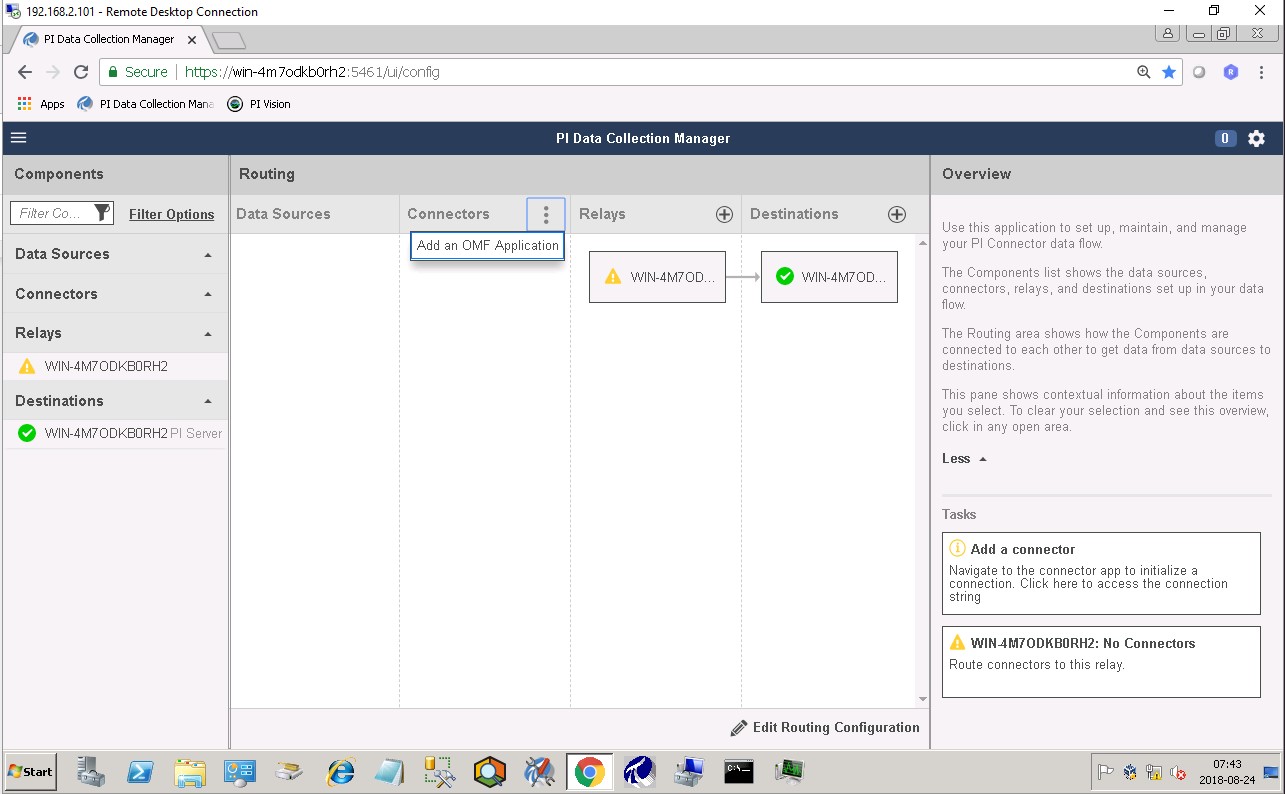 192.168.2.101 - Remote Desktop Connection
PI Data Collection Manager
Secure
https://win-4m7odkb0rh2:5461/ui/config
Apps
PI Data Collection Mana
PI Vision
PI Data Collection Manager
0
Components
Routing
Overview
Filter Co...
Filter Options
Data Sources
Connectors
Relays
Destinations
Add an OMF Application
Data Sources
Connectors
Relays
WIN-4M7ODKB0RH2
Destinations
WIN-4M7ODKB0RH2 PI Server
WIN-4M7OD...
WIN-4M7OD...
Use this application to set up, maintain, and manage
your PI Connector data flow.
The Components list shows the data sources,
connectors, relays, and destinations set up in your data
flow.
The Routing area shows how the Components are
connected to each other to get data from data sources to
destinations.
This pane shows contextual information about the items
you select. To clear your selection and see this overview,
click in any open area.
Less
Tasks
Add a connector
Navigate to the connector app to initialize a
connection. Click here to access the connection
string
WIN-4M7ODKB0RH2: No Connectors
Route connectors to this relay.
Edit Routing Configuration
Start
07:43
2018-08-24